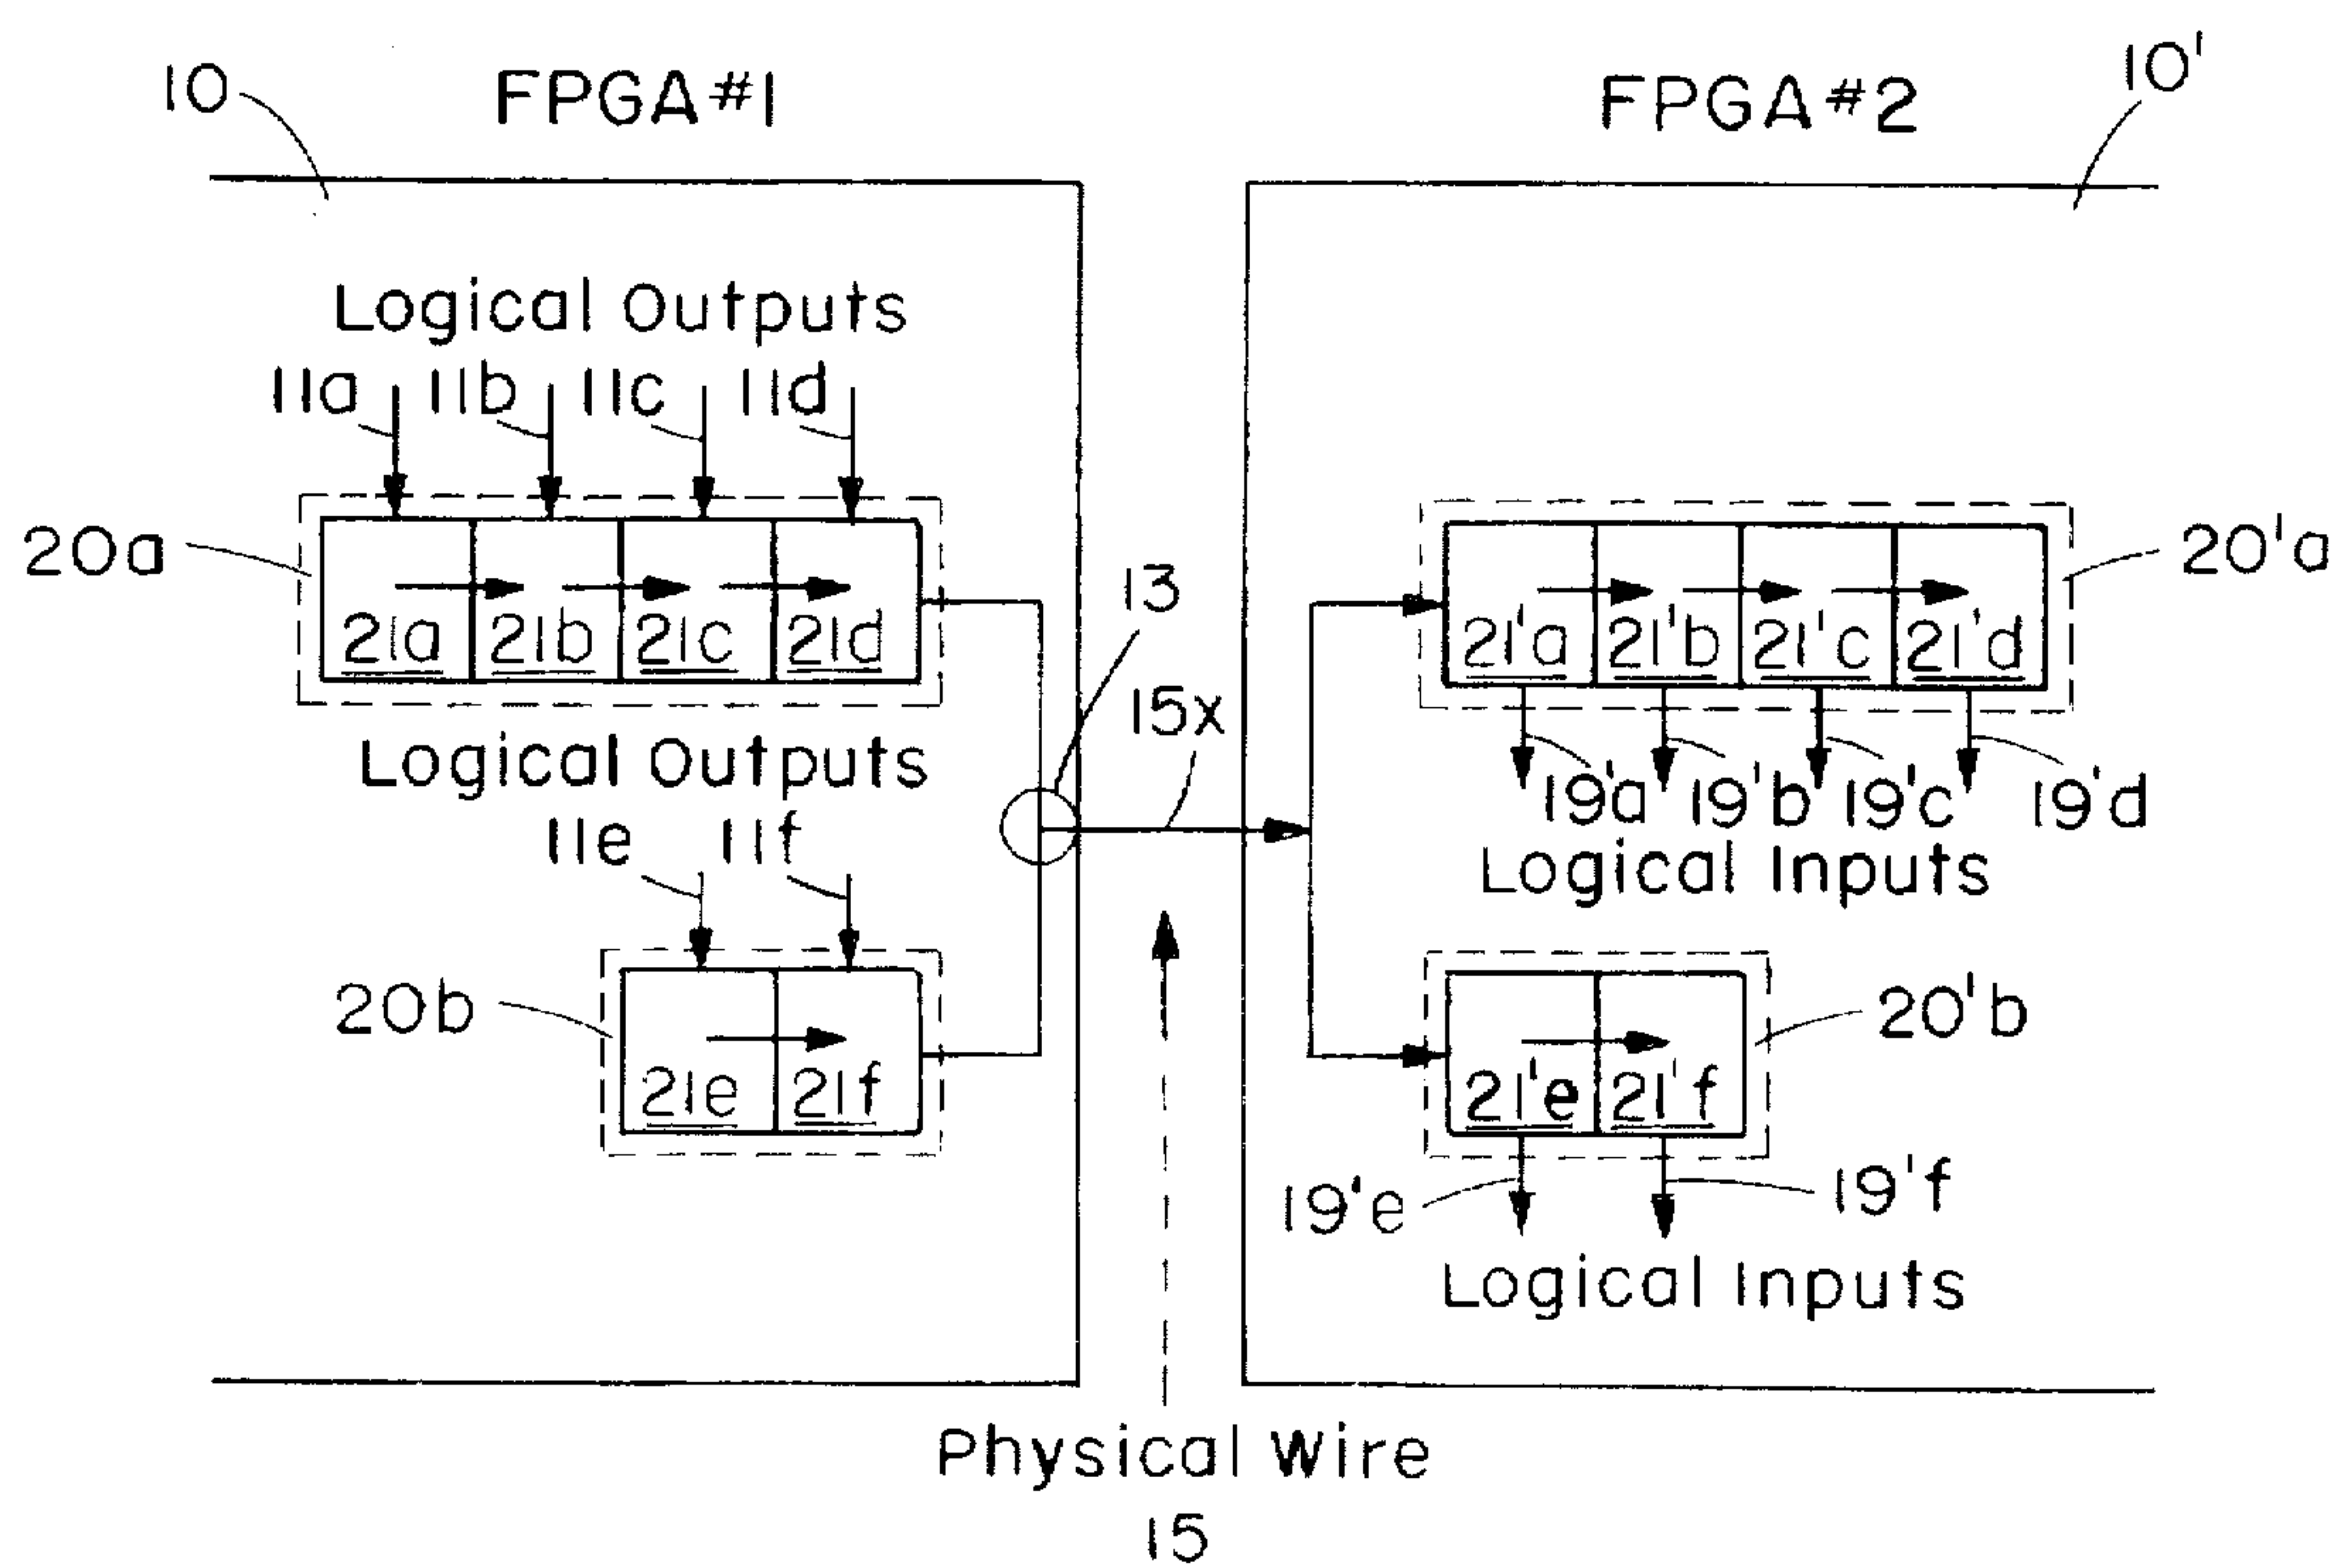 10 FPGA#1 FPGA#2 10'
Logical Outputs
11a 11b 11c 11d
20a 20'a
13
21a 21b 21c 21d 21'a 21'b 21'c 21'd
15x
Logical Outputs
19'a 19'b 19'c 19'd
11e 11f
Logical Inputs
20b 20'b
21e 21f 21'e 21'f
19'e 19'f
Logical Inputs
Physical Wire
15